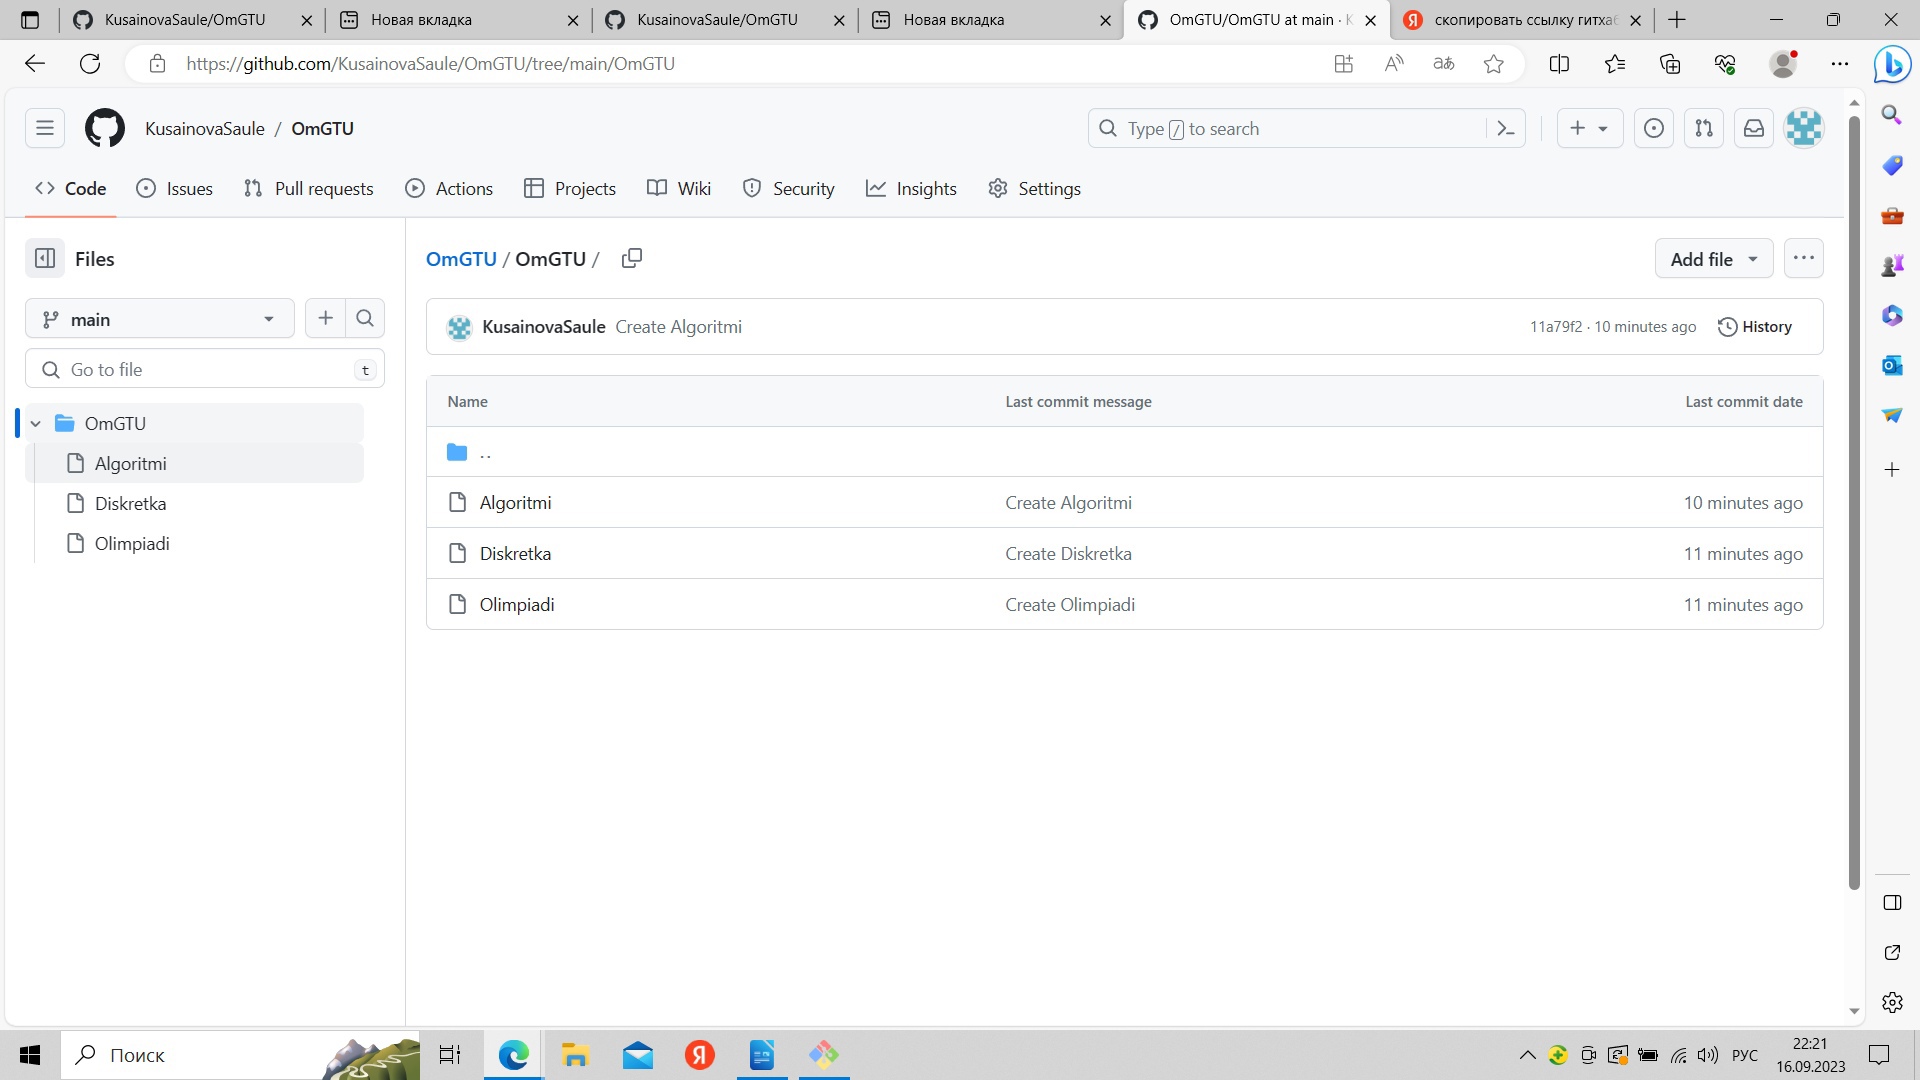 KusainovaSaule/OmGTU
Новая вкладка
KusainovaSaule/OmGTU
Новая вкладка
OmGTU/OmGTU at main · K
скопировать ссылку гитхаб
https://github.com/KusainovaSaule/OmGTU/tree/main/OmGTU
KusainovaSaule / OmGTU
Type / to search
Code
Issues
Pull requests
Actions
Projects
Wiki
Security
Insights
Settings
Files
main
Go to file
t
OmGTU
Algoritmi
Diskretka
Olimpiadi
OmGTU / OmGTU /
Add file
KusainovaSaule Create Algoritmi
11a79f2 · 10 minutes ago
History
Name
Last commit message
Last commit date
..
Algoritmi
Create Algoritmi
10 minutes ago
Diskretka
Create Diskretka
11 minutes ago
Olimpiadi
Create Olimpiadi
11 minutes ago
Поиск
РУС
22:21
16.09.2023